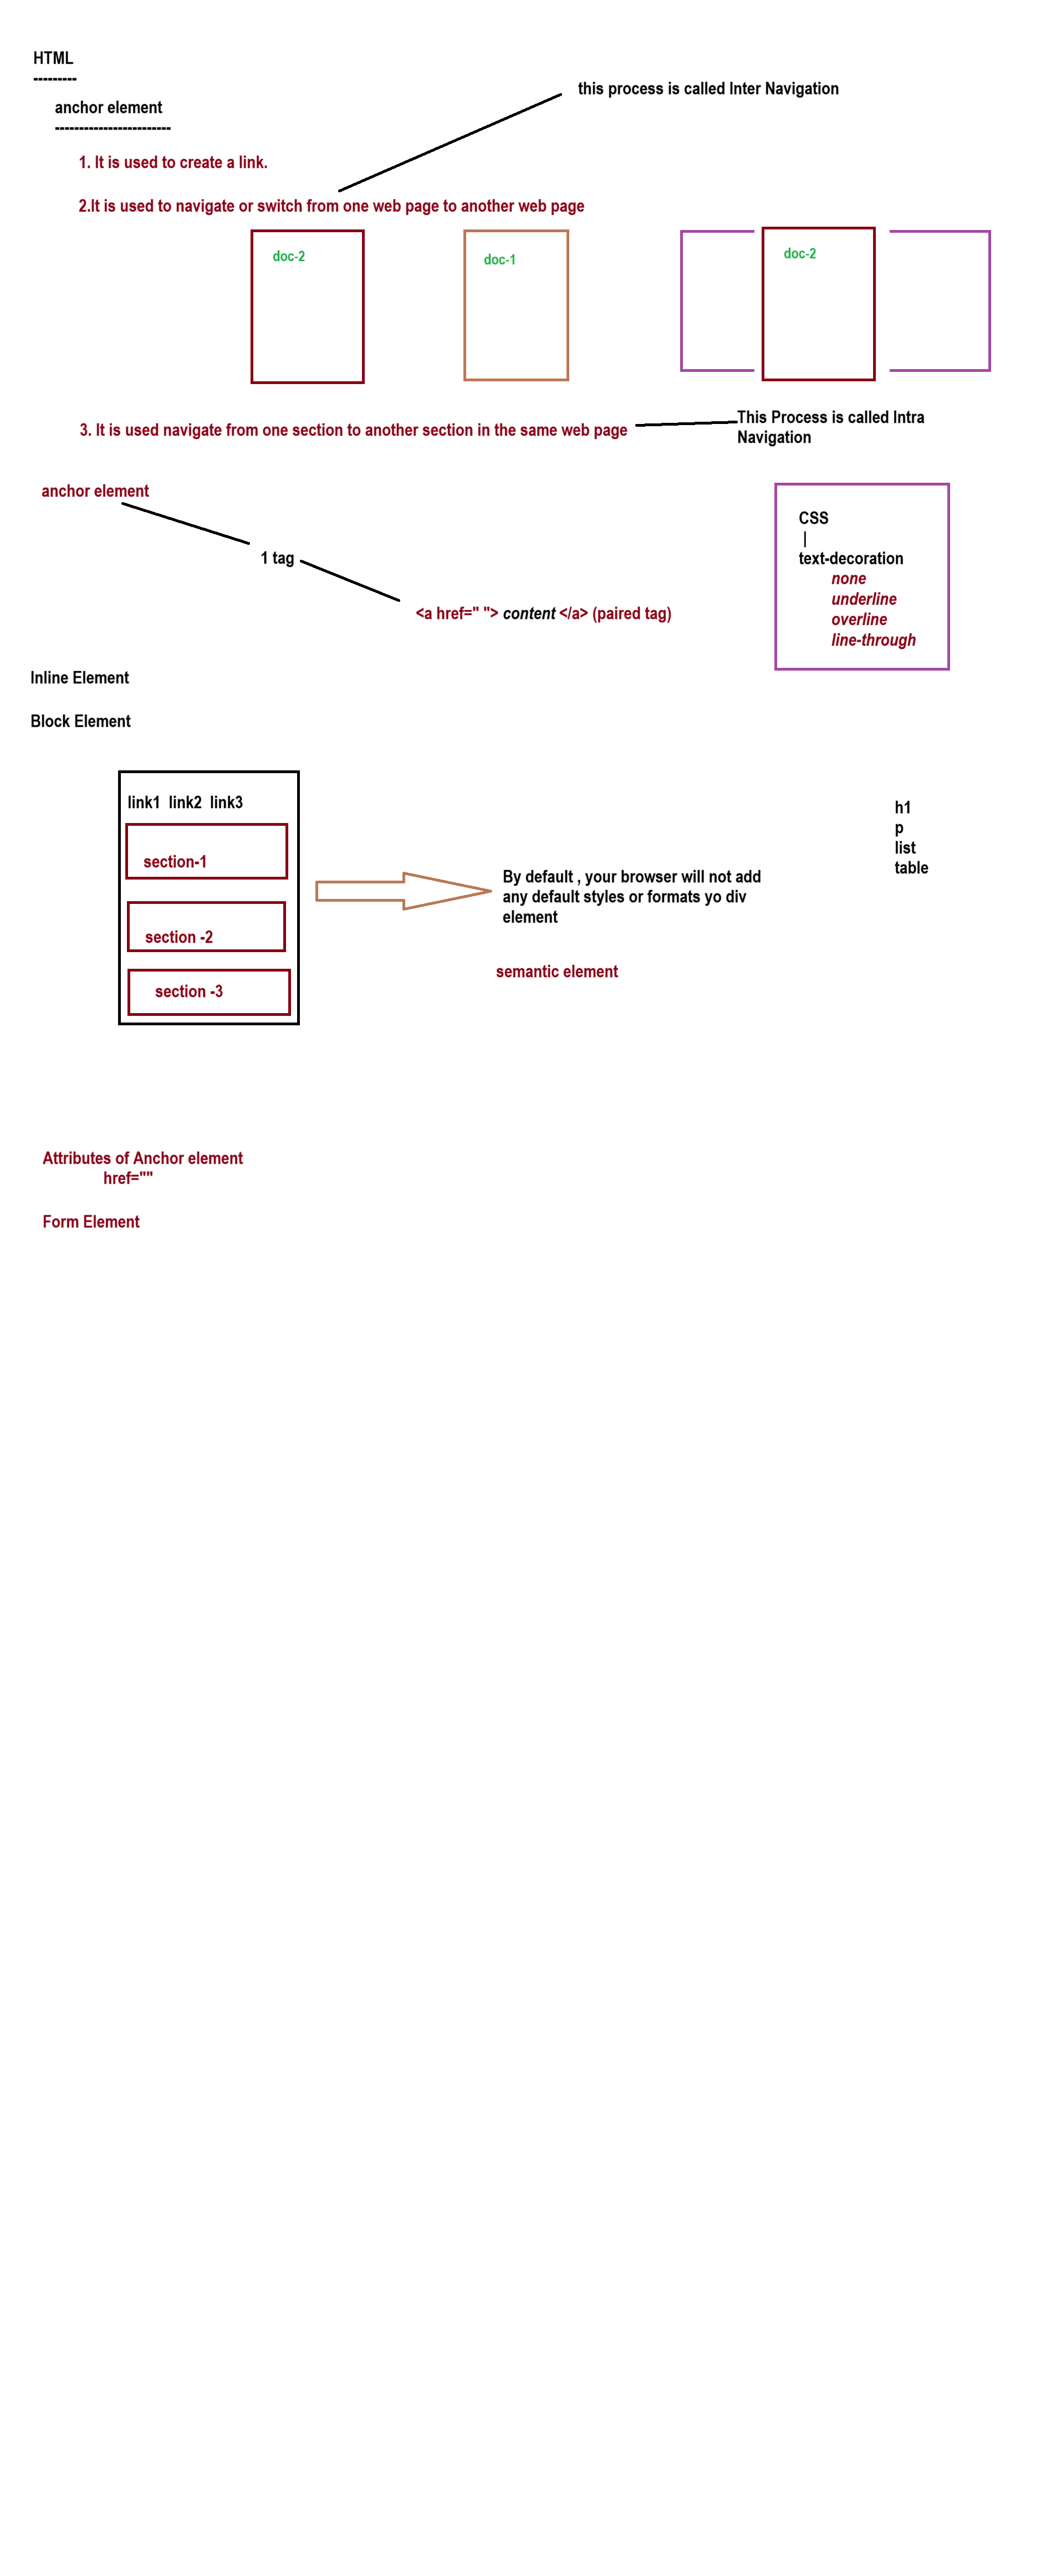 HTML
---------
anchor element
------------------------
this process is called Inter Navigation
1. It is used to create a link.
2.It is used to navigate or switch from one web page to another web page
doc-2
doc-1
doc-2
3. It is used navigate from one section to another section in the same web page
This Process is called Intra
Navigation
anchor element
1 tag
<a href=" "> content </a> (paired tag)
CSS
|
text-decoration
none
underline
overline
line-through
Inline Element
Block Element
link1 link2 link3
section-1
section -2
section -3
By default , your browser will not add
any default styles or formats yo div
element
semantic element
h1
p
list
table
Attributes of Anchor element
href=""
Form Element